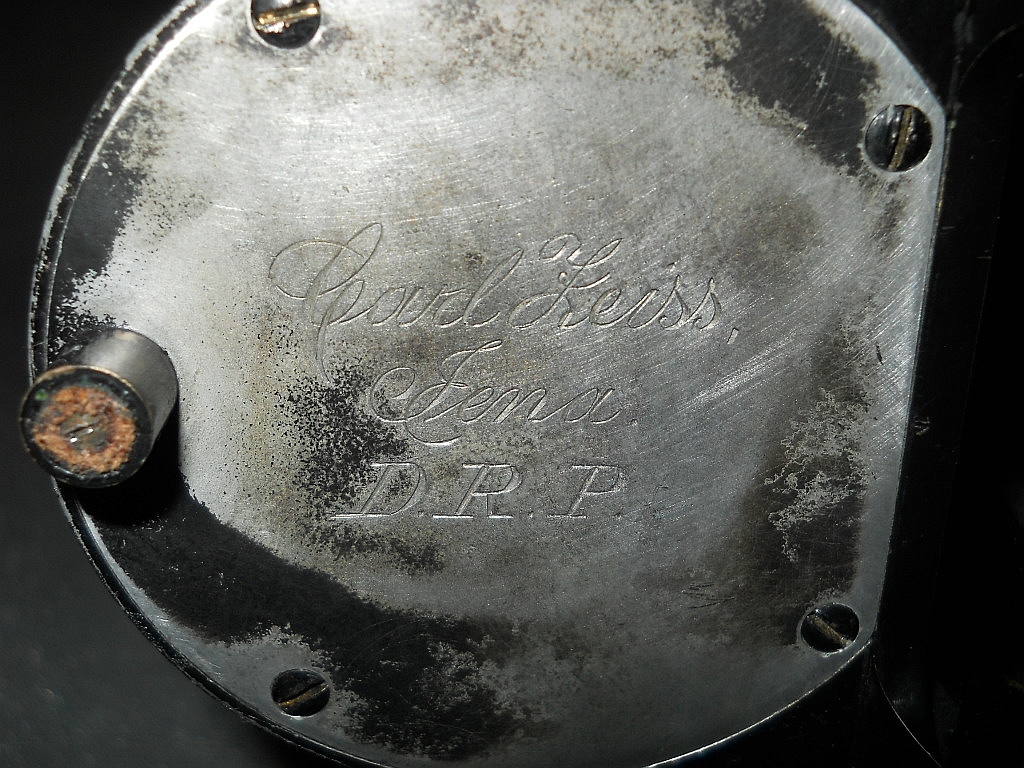 Carl Zeiss,
Jena.
D.R.P.